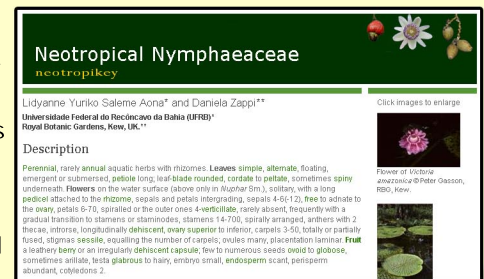 Neotropical Nymphaeaceae
neotropikey
Lidyanne Yuriko Saleme Aona* and Daniela Zappi**
Universidade Federal do Recôncavo da Bahia (UFRB)*
Royal Botanic Gardens, Kew, UK.**
Description
Perennial, rarely annual aquatic herbs with rhizomes. Leaves simple, alternate, floating,
emergent or submersed, petiole long; leaf-blade rounded, cordate to peltate, sometimes spiny
underneath. Flowers on the water surface (above only in Nuphar Sm.), solitary, with a long
pedicel attached to the rhizome, sepals and petals intergrading, sepals 4-6(-12), free to adnate to
the ovary, petals 6-70, spiralled or the outer ones 4-verticillate, rarely absent, frequently with a
gradual transition to stamens or staminodes, stamens 14-700, spirally arranged, anthers with 2
thecae, introrse, longitudinally dehiscent, ovary superior to inferior, carpels 3-50, totally or partially
fused, stigmas sessile, equalling the number of carpels; ovules many, placentation laminar. Fruit
a leathery berry or an irregularly dehiscent capsule; few to numerous seeds ovoid to globose,
sometimes arillate, testa glabrous to hairy, embryo small, endosperm scant, perisperm
abundant, cotyledons 2.
Click images to enlarge
Flower of Victoria
amazonica © Peter Gasson,
RBG, Kew.